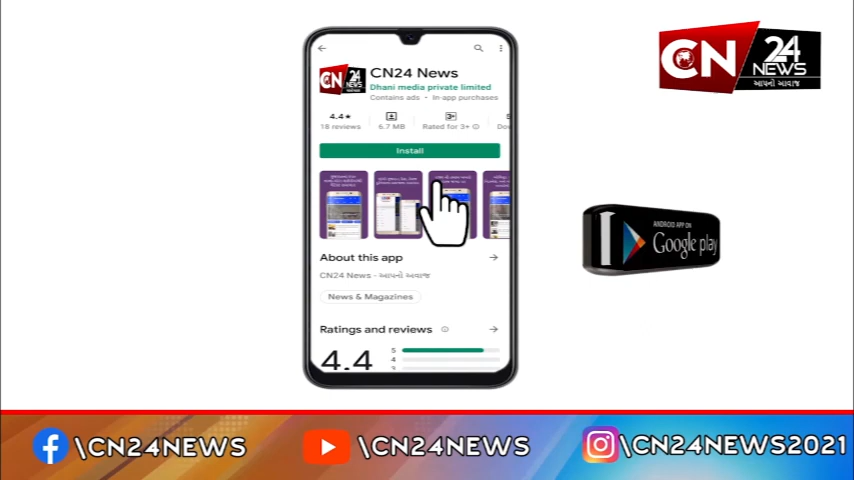 CN24 News
Dhani media private limited
Contains ads • In-app purchases
4.4★
18 reviews
6.7 MB
3+
Rated for 3+
Install
About this app
CN24 News - આપનો અવાજ
News & Magazines
Ratings and reviews
4.4
5
4
3
CN 24
NEWS
આપનો અવાજ
ANDROID APP ON
Google play
\CN24NEWS
\CN24NEWS
\CN24NEWS2021